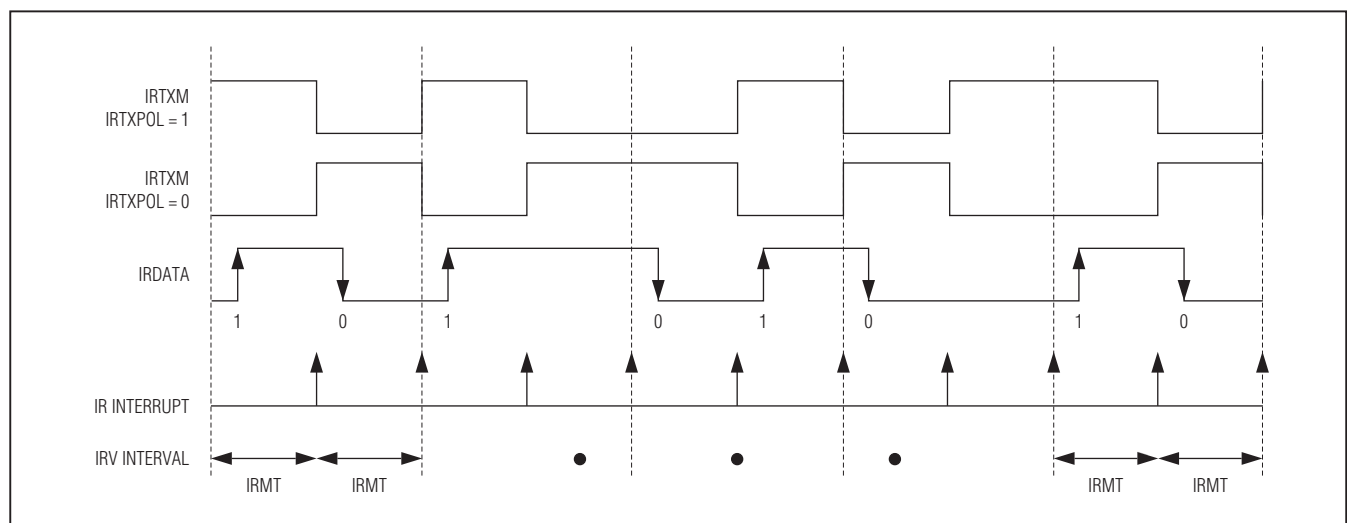 IRTXM
IRTXPOL = 1
IRTXM
IRTXPOL = 0
IRDATA
1 0 1 0 1 0 1 0
IR INTERRUPT
IRV INTERVAL
IRMT IRMT IRMT IRMT